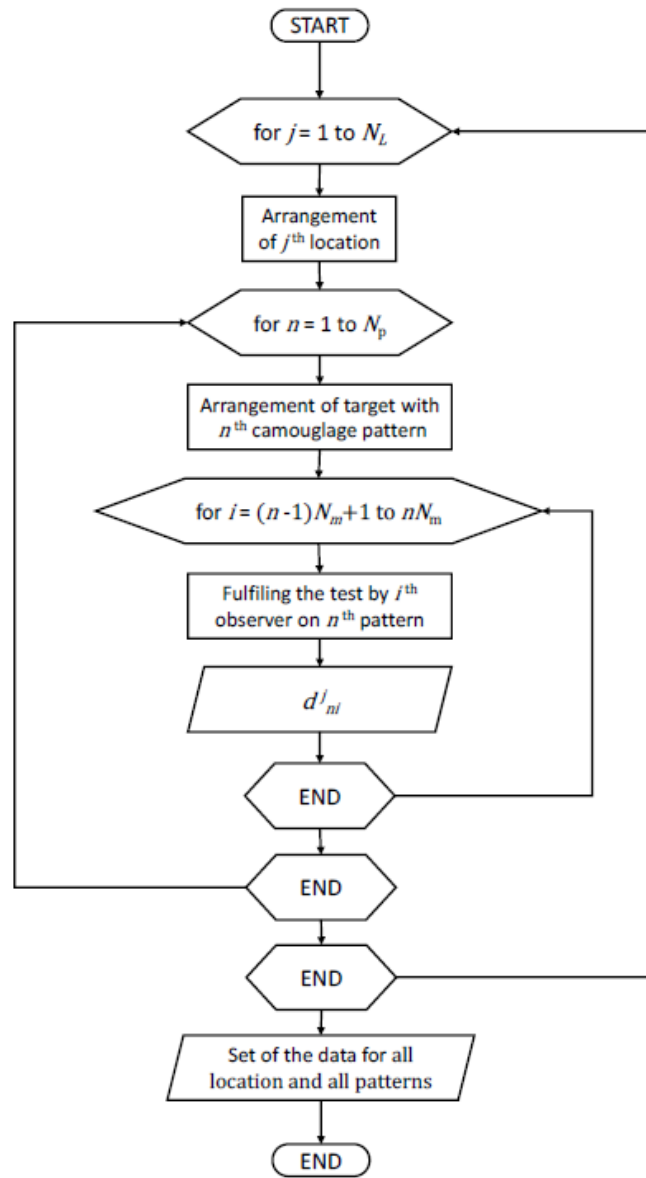 START
for j = 1 to N_L
Arrangement
of j^th location
for n = 1 to N_p
Arrangement of target with
n^th camouglage pattern
for i = (n -1)N_m+1 to nN_m
Fulfiling the test by i^th
observer on n^th pattern
d^j_ni
END
END
END
Set of the data for all
location and all patterns
END